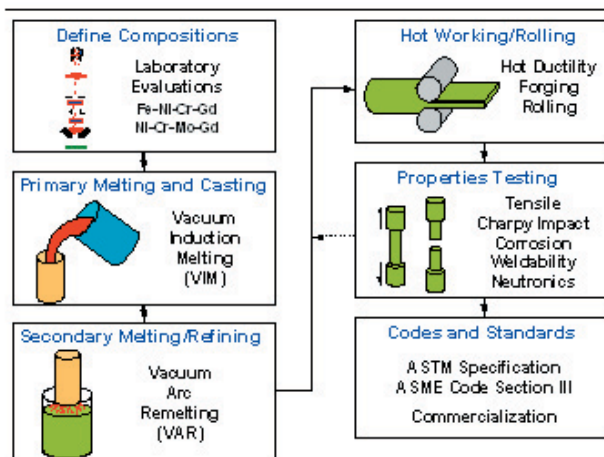 Define Compositions
Laboratory
Evaluations
Fe-Ni-Cr-Gd
Ni-Cr-Mo-Gd
Primary Melting and Casting
Vacuum
Induction
Melting
(VIM)
Secondary Melting/Refining
Vacuum
Arc
Remelting
(VAR)
Hot Working/Rolling
Hot Ductility
Forging
Rolling
Properties Testing
Tensile
Charpy Impact
Corrosion
Weldability
Neutronics
Codes and Standards
ASTM Specification
ASME Code Section III
Commercialization